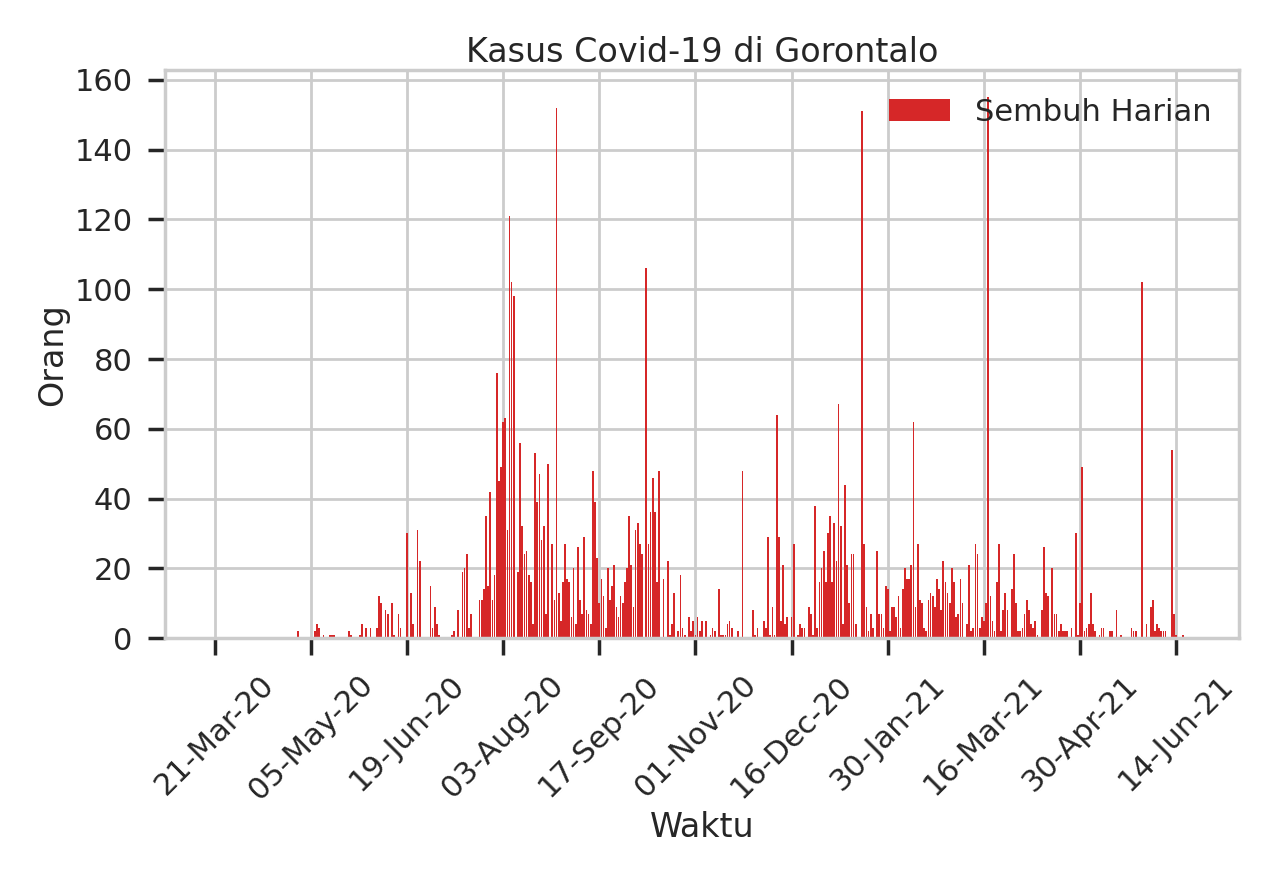 Kasus Covid-19 di Gorontalo
Sembuh Harian
160
140
120
100
80
60
40
20
0
Orang
21-Mar-20
05-May-20
19-Jun-20
03-Aug-20
17-Sep-20
01-Nov-20
16-Dec-20
30-Jan-21
16-Mar-21
30-Apr-21
14-Jun-21
Waktu